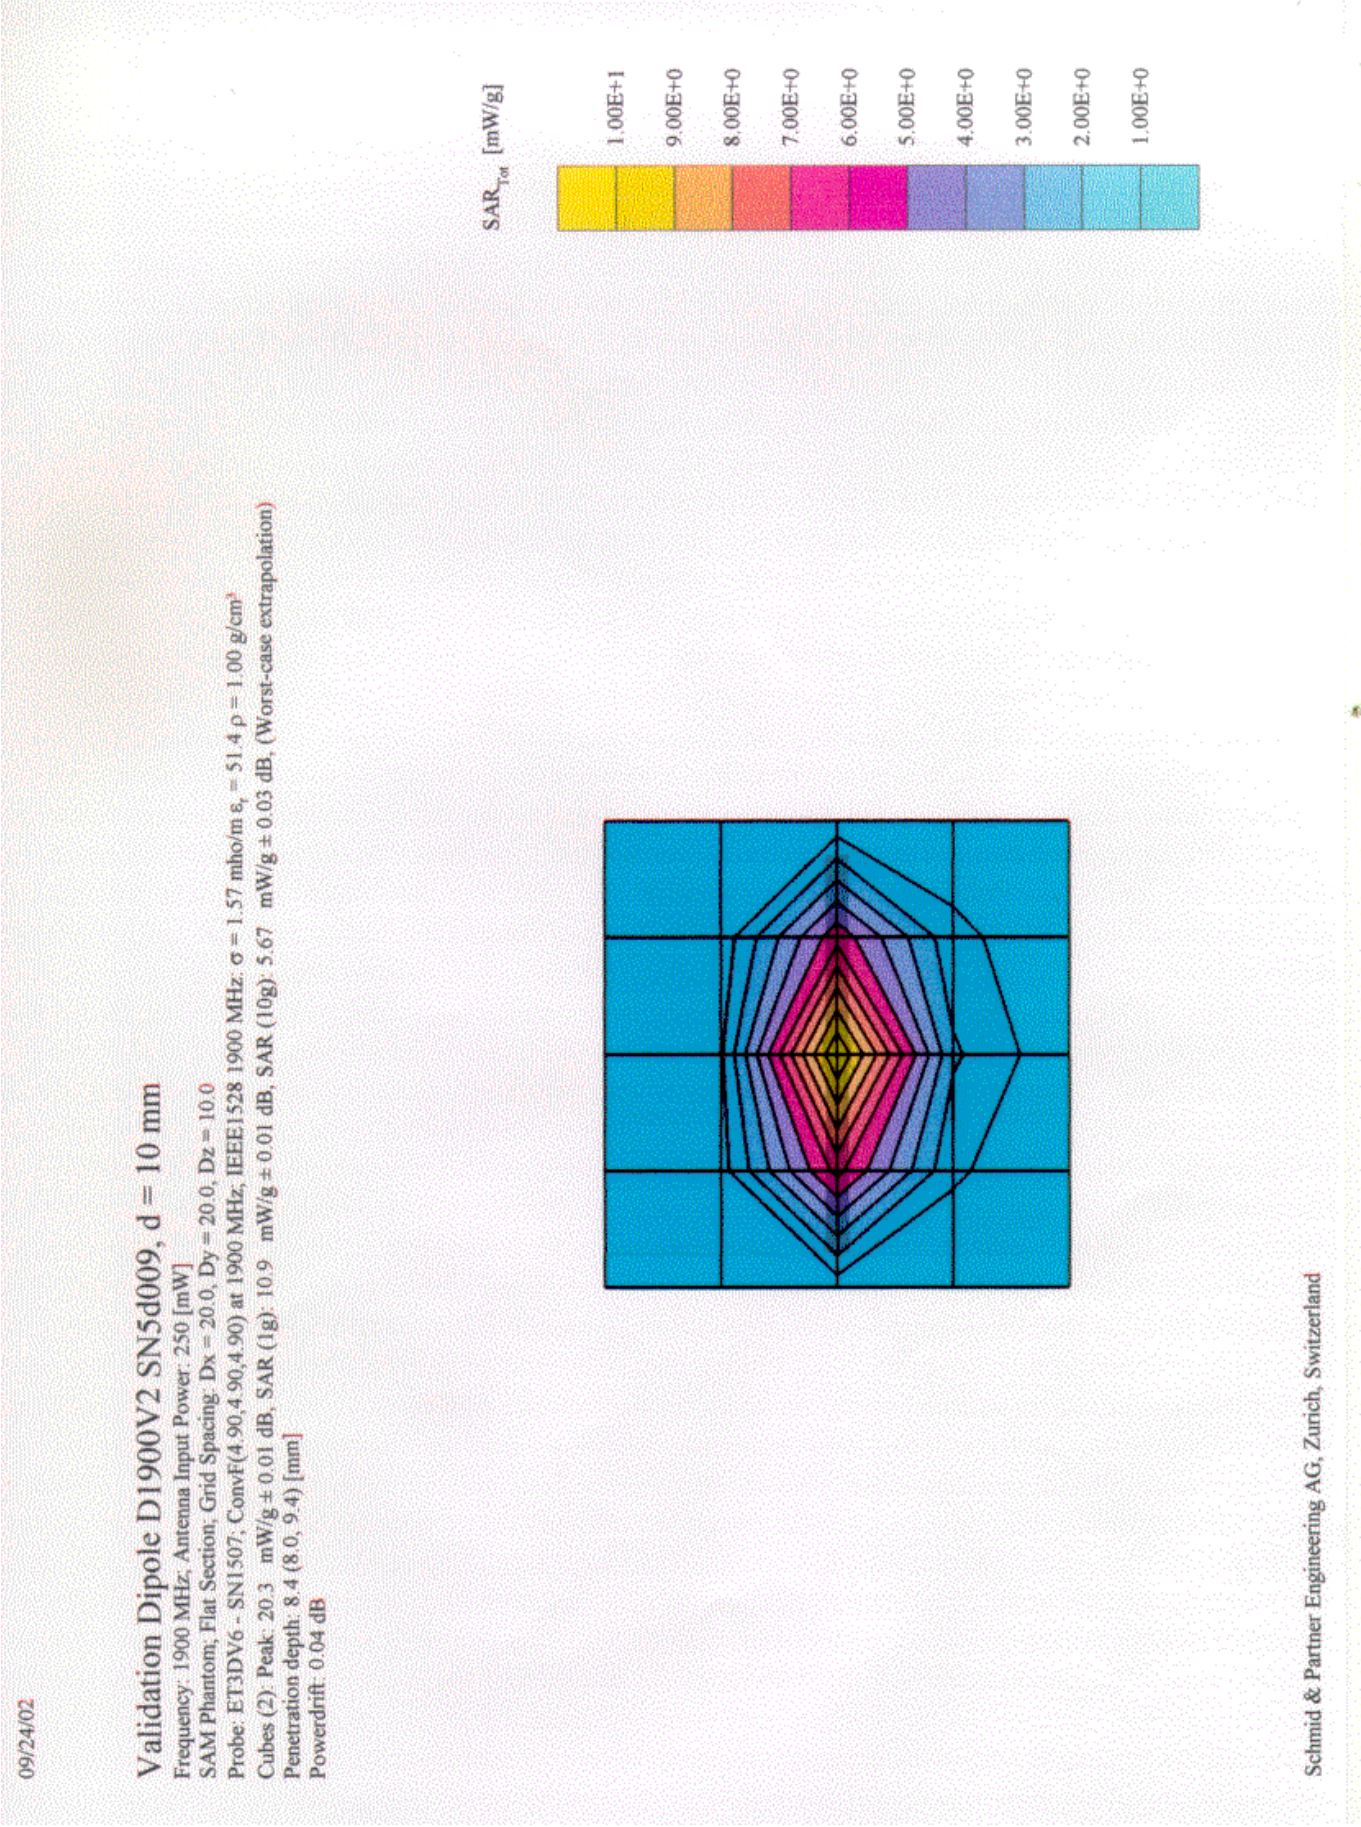 09/24/02
Validation Dipole D1900V2 SN5d009, d = 10 mm
Frequency: 1900 MHz; Antenna Input Power: 250 [mW]
SAM Phantom; Flat Section; Grid Spacing: Dx = 20.0, Dy = 20.0, Dz = 10.0
Probe: ET3DV6 - SN1507; ConvF(4.90,4.90,4.90) at 1900 MHz; IEEE1528 1900 MHz: σ = 1.57 mho/m εr = 51.4 ρ = 1.00 g/cm³
Cubes (2): Peak: 20.3 mW/g ± 0.01 dB, SAR (1g): 10.9 mW/g ± 0.01 dB, SAR (10g): 5.67 mW/g ± 0.03 dB, (Worst-case extrapolation)
Penetration depth: 8.4 (8.0, 9.4) [mm]
Powerdrift: 0.04 dB
SARTot [mW/g]
1.00E+1
9.00E+0
8.00E+0
7.00E+0
6.00E+0
5.00E+0
4.00E+0
3.00E+0
2.00E+0
1.00E+0
Schmid & Partner Engineering AG, Zurich, Switzerland